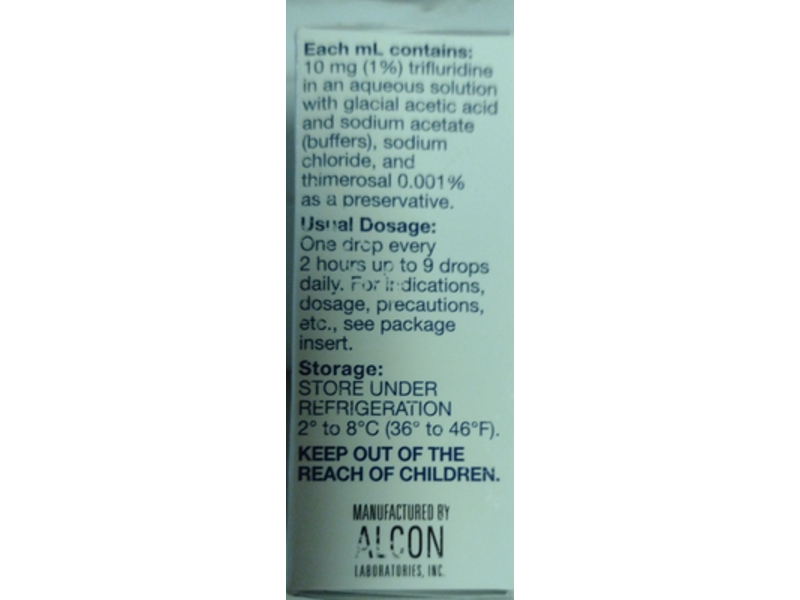 Each mL contains:
10 mg (1%) trifluridine
in an aqueous solution
with glacial acetic acid
and sodium acetate
(buffers), sodium
chloride, and
thimerosal 0.001%
as a preservative.
Usual Dosage:
One drop every
2 hours up to 9 drops
daily. For indications,
dosage, precautions,
etc., see package
insert.
Storage:
STORE UNDER
REFRIGERATION
2° to 8°C (36° to 46°F).
KEEP OUT OF THE
REACH OF CHILDREN.
MANUFACTURED BY
ALCON
LABORATORIES, INC.